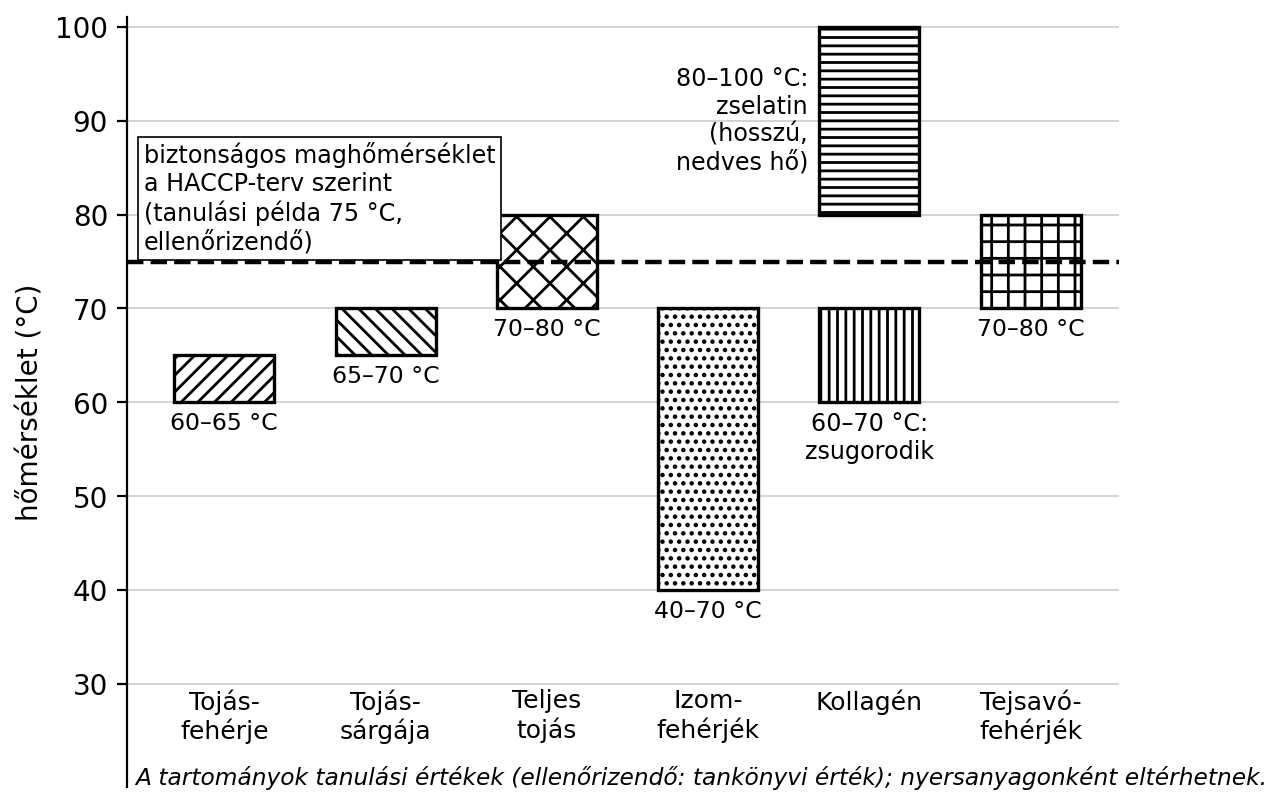 hőmérséklet (°C)
100
90
80
70
60
50
40
30
biztonságos maghőmérséklet
a HACCP-terv szerint
(tanulási példa 75 °C,
ellenőrizendő)
80–100 °C:
zselatin
(hosszú,
nedves hő)
60–65 °C
65–70 °C
70–80 °C
40–70 °C
60–70 °C:
zsugorodik
70–80 °C
Tojás-
fehérje
Tojás-
sárgája
Teljes
tojás
Izom-
fehérjék
Kollagén
Tejsavó-
fehérjék
A tartományok tanulási értékek (ellenőrizendő: tankönyvi érték); nyersanyagonként eltérhetnek.